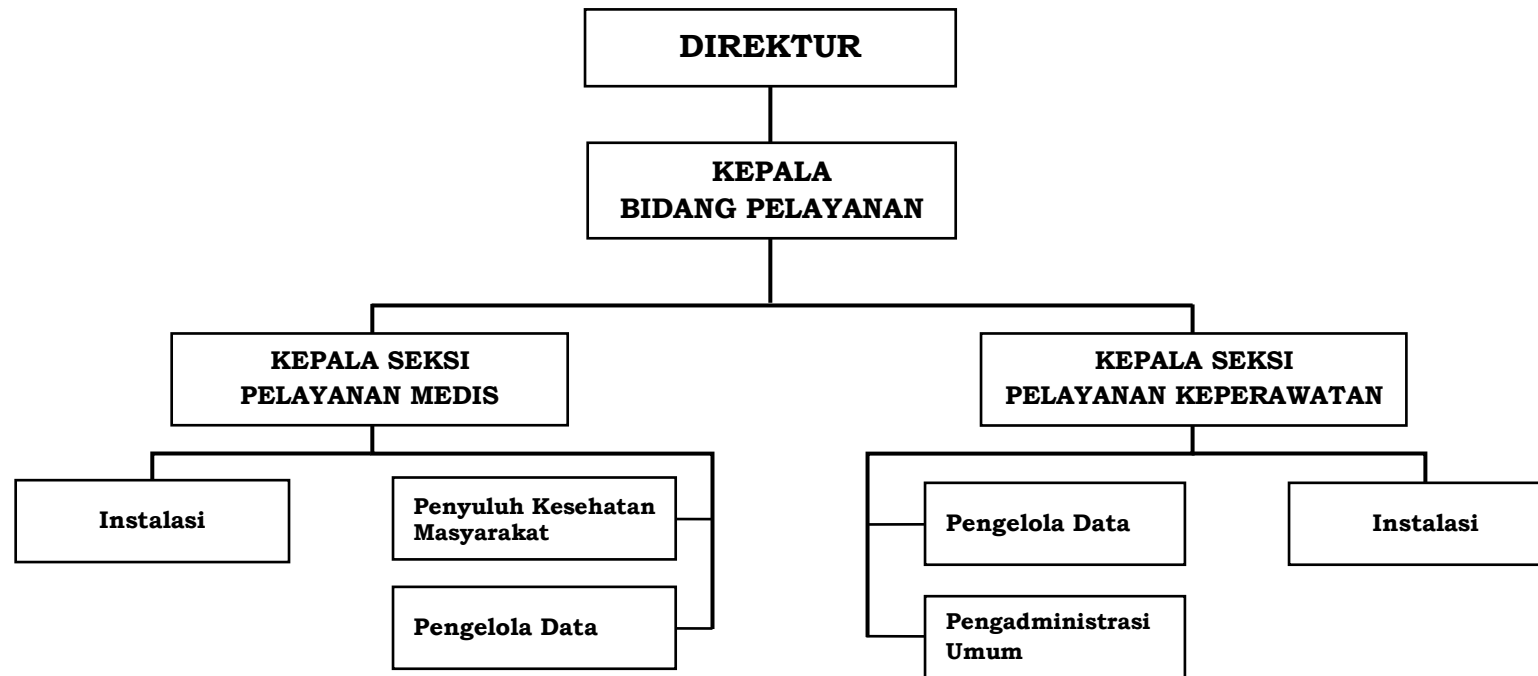 DIREKTUR
KEPALA
BIDANG PELAYANAN
KEPALA SEKSI
PELAYANAN MEDIS
KEPALA SEKSI
PELAYANAN KEPERAWATAN
Instalasi
Penyuluh Kesehatan
Masyarakat
Pengelola Data
Pengelola Data
Instalasi
Pengadministrasi
Umum